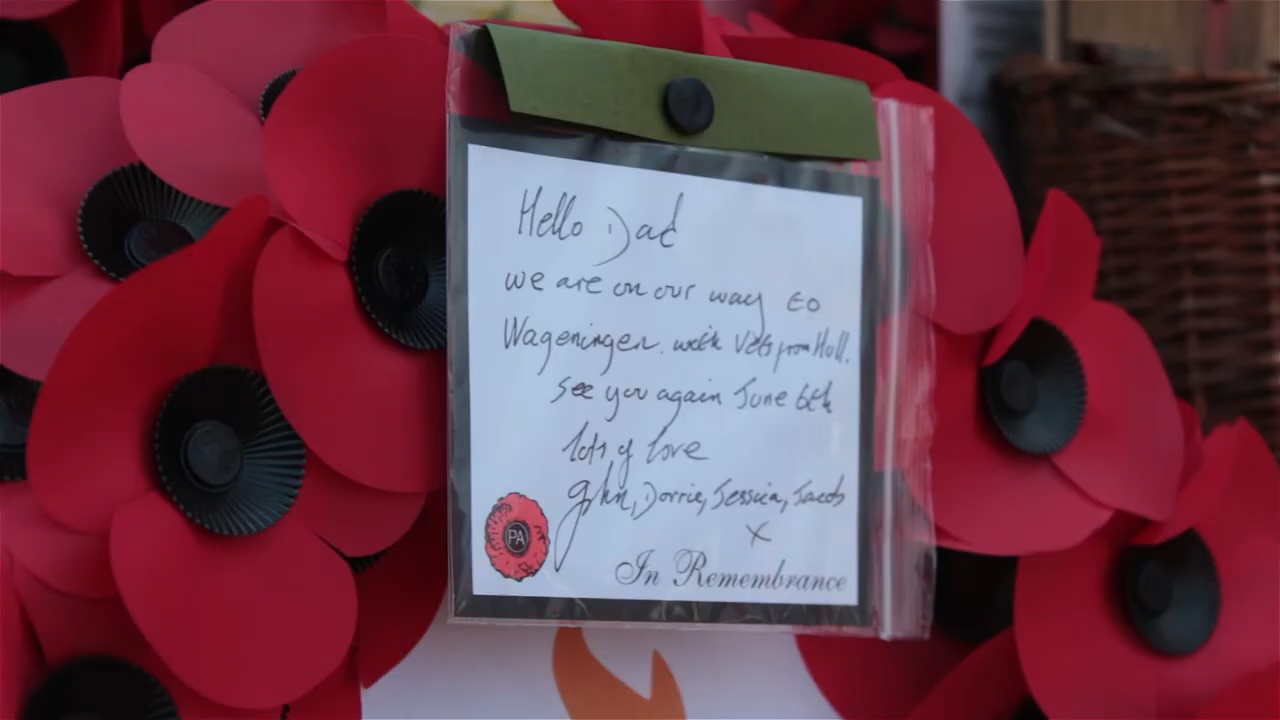 Hello Dad
we are on our way to
Wageningen. with Vets from Hull.
see you again June 6th
lots of love
John, Dorrie, Jessica, Jacob
X
PA
In Remembrance